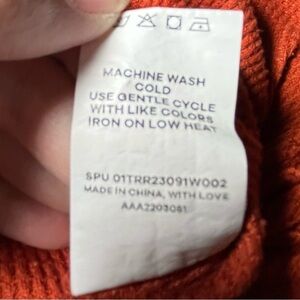 MACHINE WASH
COLD
USE GENTLE CYCLE
WITH LIKE COLORS
IRON ON LOW HEAT
SPU 01TRR23091W002
MADE IN CHINA, WITH LOVE
AAA2203061